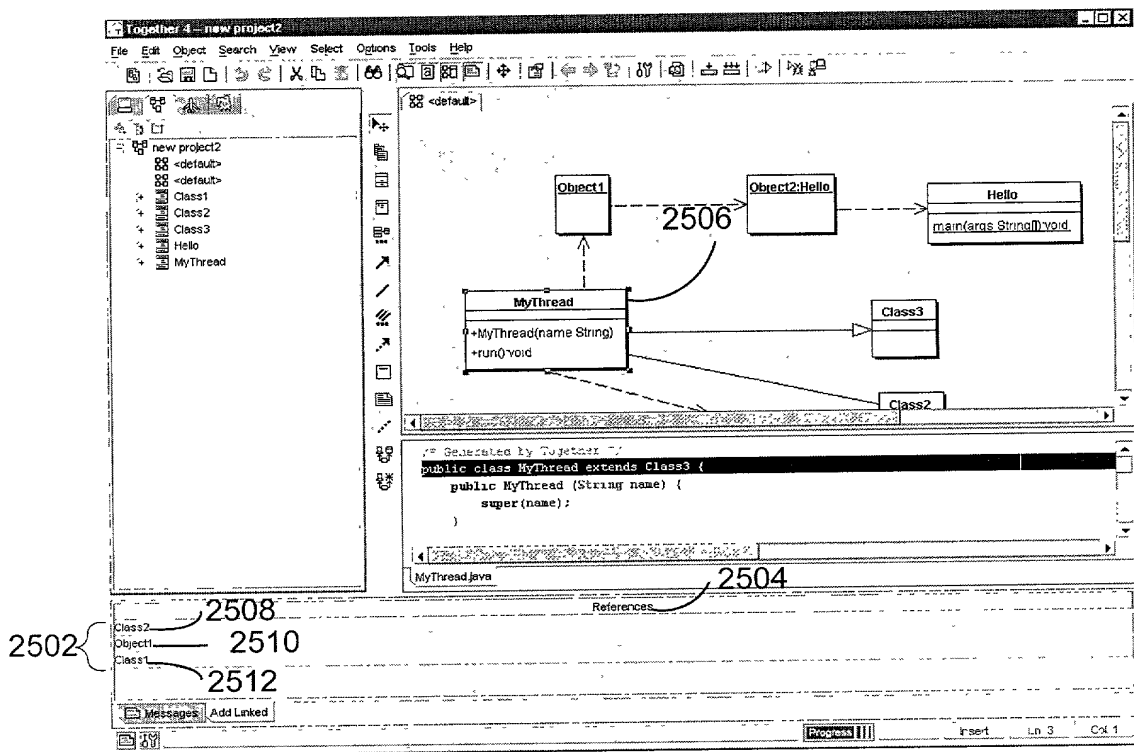 Together 4 – new project2
File Edit Object Search View Select Options Tools Help
<default>
new project2
<default>
<default>
Class1
Class2
Class3
Hello
MyThread
Object1
Object2:Hello
Hello
main(args String[]):void
2506
MyThread
+MyThread(name String)
+run():void
Class3
Class2
/* Generated by Together */
public class MyThread extends Class3 {
public MyThread (String name) {
super(name);
}
MyThread.java
2504
References
Class2
2508
2502
Object1
2510
Class1
2512
Messages Add Linked
Progress Insert Ln 3 Col 1